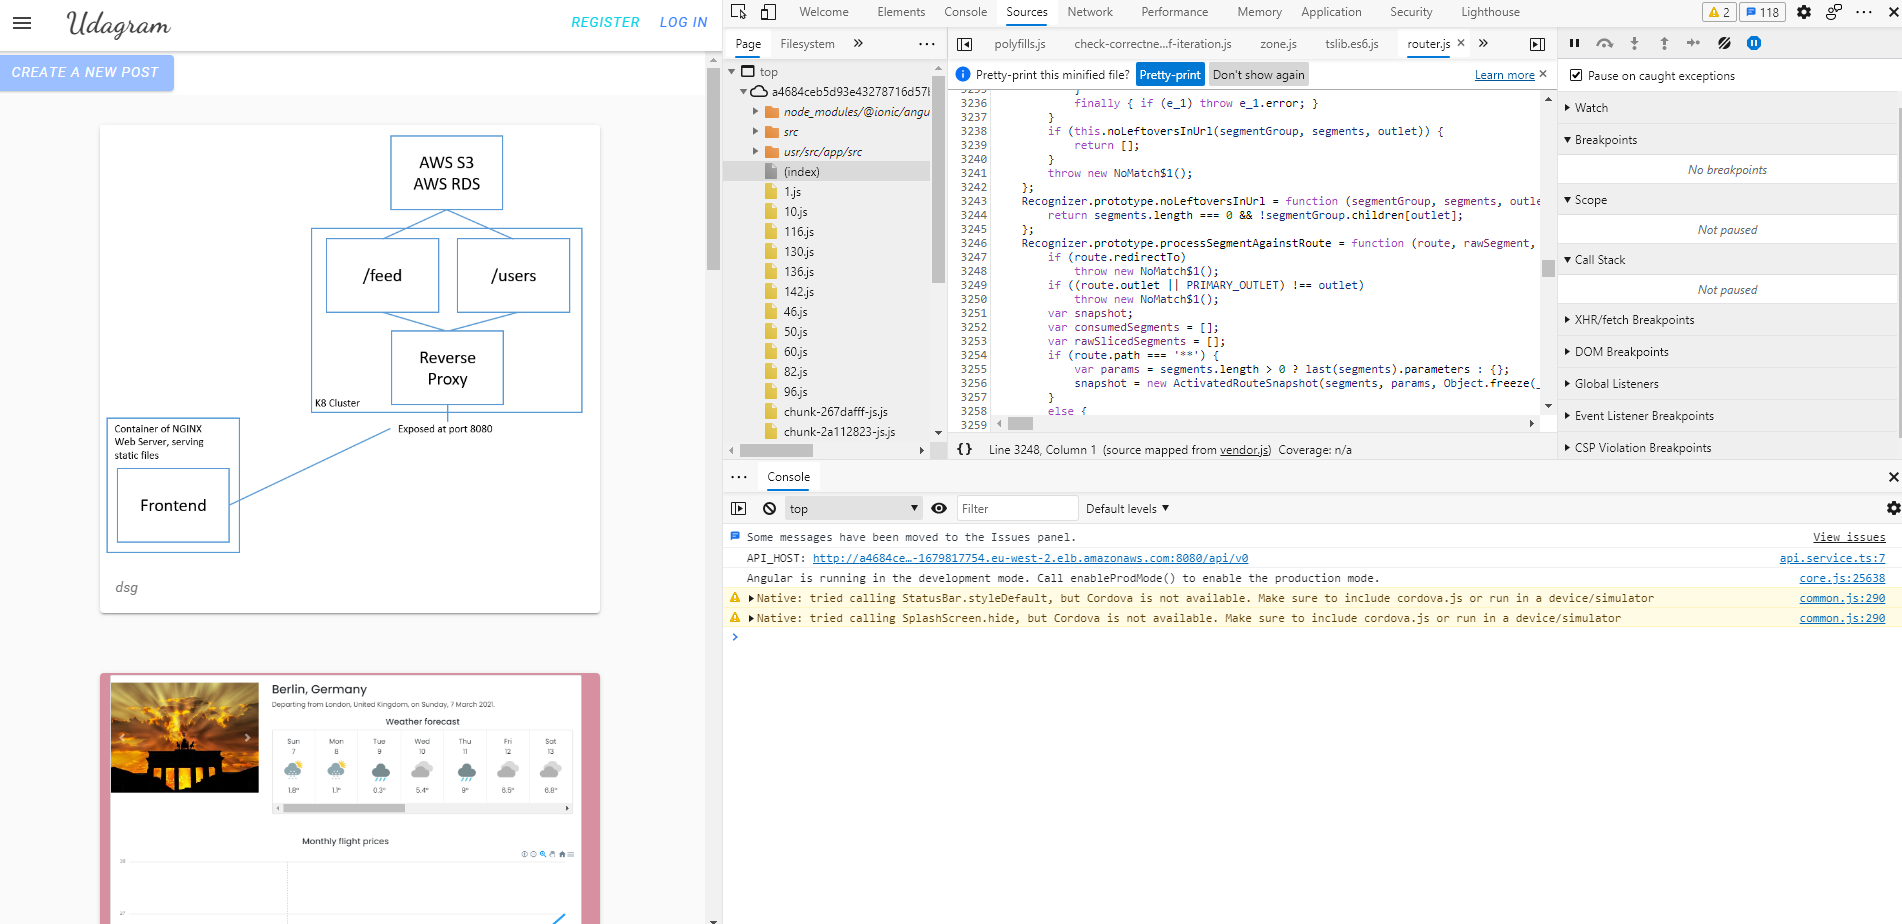 Udagram
REGISTER
LOG IN
CREATE A NEW POST
AWS S3
AWS RDS
/feed
/users
Reverse
Proxy
K8 Cluster
Exposed at port 8080
Container of NGINX
Web Server, serving
static files
Frontend
dsg
Berlin, Germany
Departing from London, United Kingdom, on Sunday, 7 March 2021.
Weather forecast
Sun Mon Tue Wed Thu Fri Sat
7 8 9 10 11 12 13
1.8° 1.1° 0.3° 5.4° 9° 6.5° 6.8°
Monthly flight prices
28
27
Welcome Elements Console Sources Network Performance Memory Application Security Lighthouse
2
118
Page Filesystem
top
a4684ceb5d93e43278716d57
node_modules/@ionic/angu
src
usr/src/app/src
(index)
1.js
10.js
116.js
130.js
136.js
142.js
46.js
50.js
60.js
82.js
96.js
chunk-267dafff-js.js
chunk-2a112823-js.js
polyfills.js check-correctne...f-iteration.js zone.js tslib.es6.js router.js
Pretty-print this minified file? Pretty-print Don't show again Learn more
3235 }
3236 finally { if (e_1) throw e_1.error; }
3237 }
3238 if (this.noLeftoversInUrl(segmentGroup, segments, outlet)) {
3239 return [];
3240 }
3241 throw new NoMatch$1();
3242 };
3243 Recognizer.prototype.noLeftoversInUrl = function (segmentGroup, segments, outle
3244 return segments.length === 0 && !segmentGroup.children[outlet];
3245 };
3246 Recognizer.prototype.processSegmentAgainstRoute = function (route, rawSegment,
3247 if (route.redirectTo)
3248 throw new NoMatch$1();
3249 if ((route.outlet || PRIMARY_OUTLET) !== outlet)
3250 throw new NoMatch$1();
3251 var snapshot;
3252 var consumedSegments = [];
3253 var rawSlicedSegments = [];
3254 if (route.path === '**') {
3255 var params = segments.length > 0 ? last(segments).parameters : {};
3256 snapshot = new ActivatedRouteSnapshot(segments, params, Object.freeze(_
3257 }
3258 else {
3259
{} Line 3248, Column 1 (source mapped from vendor.js) Coverage: n/a
Pause on caught exceptions
Watch
Breakpoints
No breakpoints
Scope
Not paused
Call Stack
Not paused
XHR/fetch Breakpoints
DOM Breakpoints
Global Listeners
Event Listener Breakpoints
CSP Violation Breakpoints
Console
top
Filter
Default levels
Some messages have been moved to the Issues panel. View issues
API_HOST: http://a4684ce…-1679817754.eu-west-2.elb.amazonaws.com:8080/api/v0 api.service.ts:7
Angular is running in the development mode. Call enableProdMode() to enable the production mode. core.js:25638
Native: tried calling StatusBar.styleDefault, but Cordova is not available. Make sure to include cordova.js or run in a device/simulator common.js:290
Native: tried calling SplashScreen.hide, but Cordova is not available. Make sure to include cordova.js or run in a device/simulator common.js:290